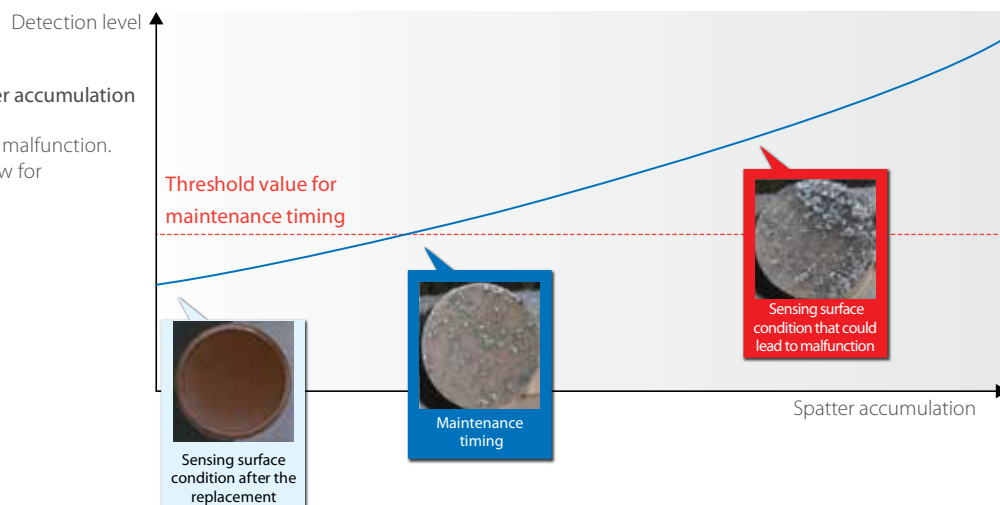 Detection level
accumulation
malfunction.
for
Threshold value for
maintenance timing
Sensing surface
condition that could
lead to malfunction
Maintenance
timing
Spatter accumulation
Sensing surface
condition after the
replacement